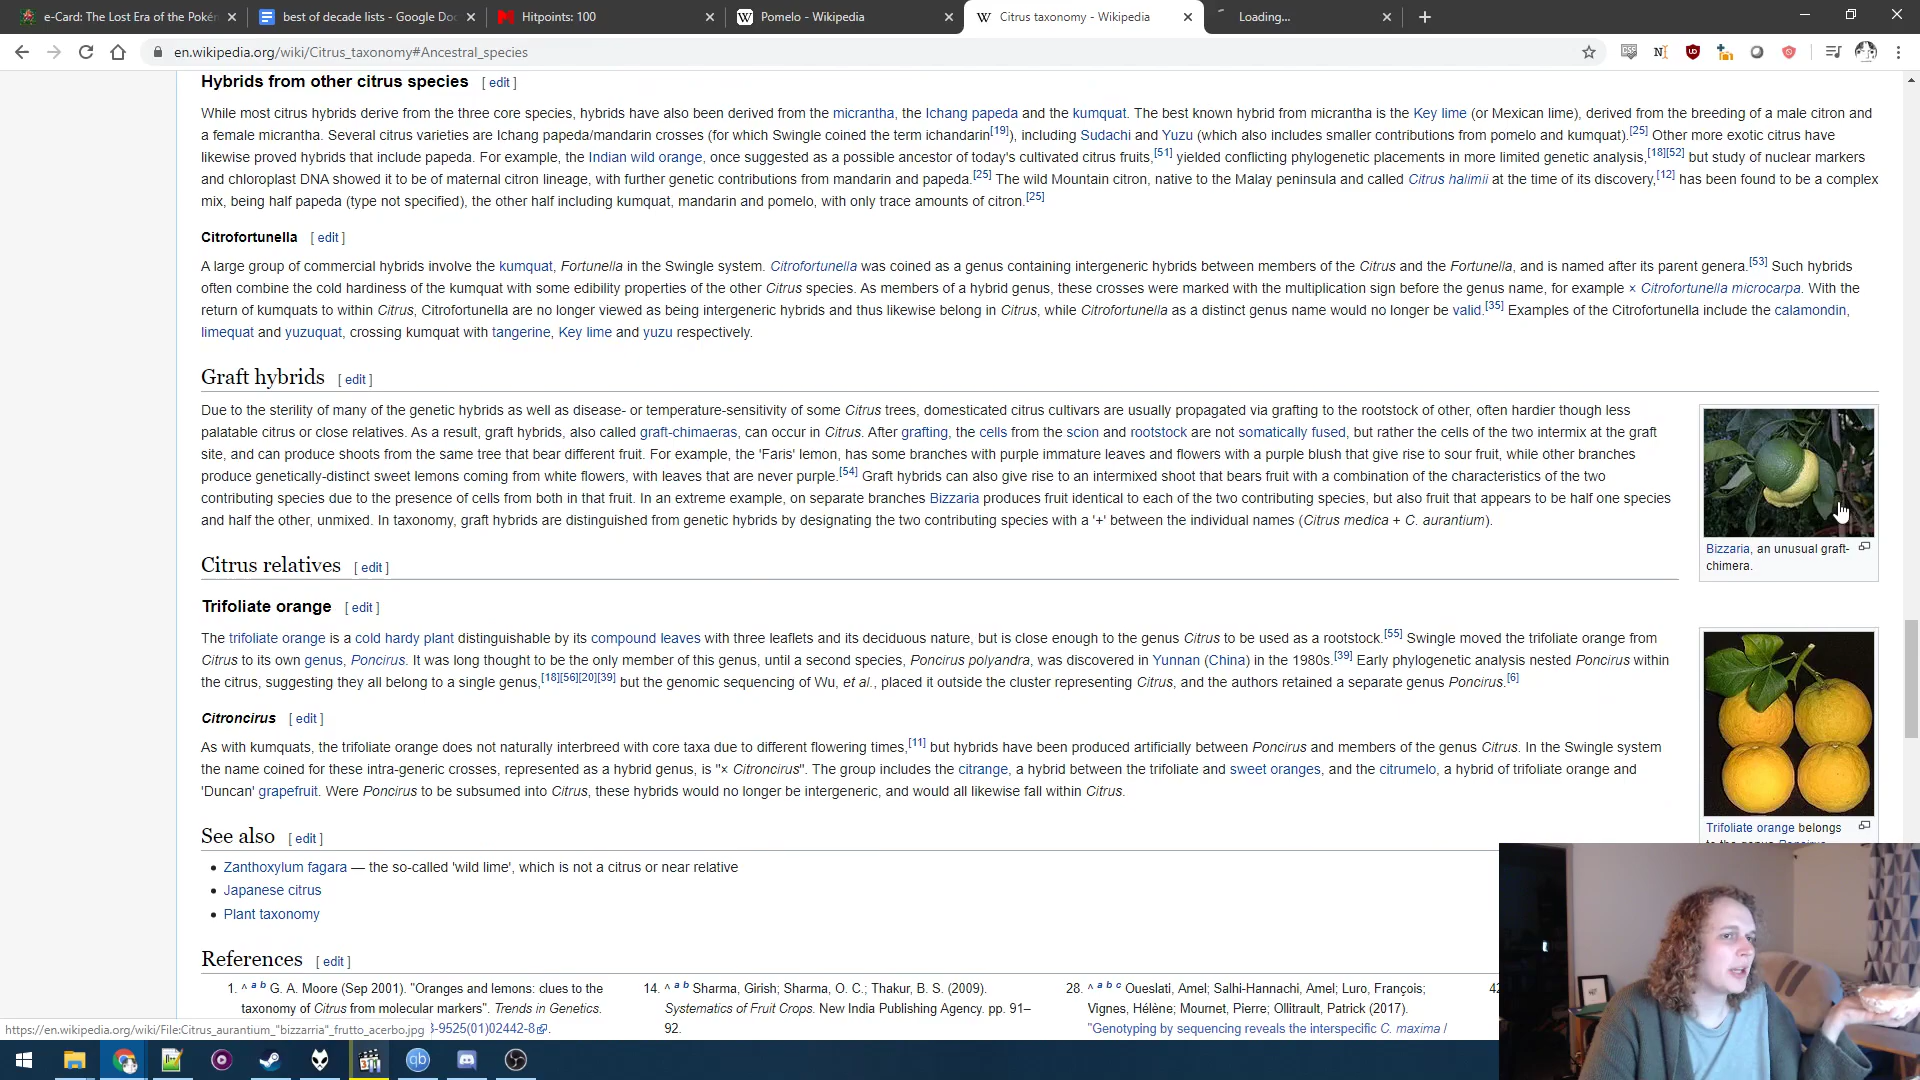 e-Card: The Lost Era of the Pokém
best of decade lists - Google Doc
Hitpoints: 100
Pomelo - Wikipedia
Citrus taxonomy - Wikipedia
Loading...
en.wikipedia.org/wiki/Citrus_taxonomy#Ancestral_species
Hybrids from other citrus species [ edit ]
While most citrus hybrids derive from the three core species, hybrids have also been derived from the micrantha, the Ichang papeda and the kumquat. The best known hybrid from micrantha is the Key lime (or Mexican lime), derived from the breeding of a male citron and
a female micrantha. Several citrus varieties are Ichang papeda/mandarin crosses (for which Swingle coined the term ichandarin[19]), including Sudachi and Yuzu (which also includes smaller contributions from pomelo and kumquat).[25] Other more exotic citrus have
likewise proved hybrids that include papeda. For example, the Indian wild orange, once suggested as a possible ancestor of today's cultivated citrus fruits,[51] yielded conflicting phylogenetic placements in more limited genetic analysis,[18][52] but study of nuclear markers
and chloroplast DNA showed it to be of maternal citron lineage, with further genetic contributions from mandarin and papeda.[25] The wild Mountain citron, native to the Malay peninsula and called Citrus halimii at the time of its discovery,[12] has been found to be a complex
mix, being half papeda (type not specified), the other half including kumquat, mandarin and pomelo, with only trace amounts of citron.[25]
Citrofortunella [ edit ]
A large group of commercial hybrids involve the kumquat, Fortunella in the Swingle system. Citrofortunella was coined as a genus containing intergeneric hybrids between members of the Citrus and the Fortunella, and is named after its parent genera.[53] Such hybrids
often combine the cold hardiness of the kumquat with some edibility properties of the other Citrus species. As members of a hybrid genus, these crosses were marked with the multiplication sign before the genus name, for example × Citrofortunella microcarpa. With the
return of kumquats to within Citrus, Citrofortunella are no longer viewed as being intergeneric hybrids and thus likewise belong in Citrus, while Citrofortunella as a distinct genus name would no longer be valid.[35] Examples of the Citrofortunella include the calamondin,
limequat and yuzuquat, crossing kumquat with tangerine, Key lime and yuzu respectively.
Graft hybrids [ edit ]
Due to the sterility of many of the genetic hybrids as well as disease- or temperature-sensitivity of some Citrus trees, domesticated citrus cultivars are usually propagated via grafting to the rootstock of other, often hardier though less
palatable citrus or close relatives. As a result, graft hybrids, also called graft-chimaeras, can occur in Citrus. After grafting, the cells from the scion and rootstock are not somatically fused, but rather the cells of the two intermix at the graft
site, and can produce shoots from the same tree that bear different fruit. For example, the 'Faris' lemon, has some branches with purple immature leaves and flowers with a purple blush that give rise to sour fruit, while other branches
produce genetically-distinct sweet lemons coming from white flowers, with leaves that are never purple.[54] Graft hybrids can also give rise to an intermixed shoot that bears fruit with a combination of the characteristics of the two
contributing species due to the presence of cells from both in that fruit. In an extreme example, on separate branches Bizzaria produces fruit identical to each of the two contributing species, but also fruit that appears to be half one species
and half the other, unmixed. In taxonomy, graft hybrids are distinguished from genetic hybrids by designating the two contributing species with a '+' between the individual names (Citrus medica + C. aurantium).
Bizzaria, an unusual graft-
chimera.
Citrus relatives [ edit ]
Trifoliate orange [ edit ]
The trifoliate orange is a cold hardy plant distinguishable by its compound leaves with three leaflets and its deciduous nature, but is close enough to the genus Citrus to be used as a rootstock.[55] Swingle moved the trifoliate orange from
Citrus to its own genus, Poncirus. It was long thought to be the only member of this genus, until a second species, Poncirus polyandra, was discovered in Yunnan (China) in the 1980s.[39] Early phylogenetic analysis nested Poncirus within
the citrus, suggesting they all belong to a single genus,[18][56][20][39] but the genomic sequencing of Wu, et al., placed it outside the cluster representing Citrus, and the authors retained a separate genus Poncirus.[6]
Citroncirus [ edit ]
As with kumquats, the trifoliate orange does not naturally interbreed with core taxa due to different flowering times,[11] but hybrids have been produced artificially between Poncirus and members of the genus Citrus. In the Swingle system
the name coined for these intra-generic crosses, represented as a hybrid genus, is "× Citroncirus". The group includes the citrange, a hybrid between the trifoliate and sweet oranges, and the citrumelo, a hybrid of trifoliate orange and
'Duncan' grapefruit. Were Poncirus to be subsumed into Citrus, these hybrids would no longer be intergeneric, and would all likewise fall within Citrus.
Trifoliate orange belongs
See also [ edit ]
• Zanthoxylum fagara — the so-called 'wild lime', which is not a citrus or near relative
• Japanese citrus
• Plant taxonomy
References [ edit ]
1. ^ a b G. A. Moore (Sep 2001). "Oranges and lemons: clues to the
taxonomy of Citrus from molecular markers". Trends in Genetics.
3-9525(01)02442-8
14. ^ a b Sharma, Girish; Sharma, O. C.; Thakur, B. S. (2009).
Systematics of Fruit Crops. New India Publishing Agency. pp. 91–
92.
28. ^ a b c Oueslati, Amel; Salhi-Hannachi, Amel; Luro, François;
Vignes, Hélène; Mournet, Pierre; Ollitrault, Patrick (2017).
"Genotyping by sequencing reveals the interspecific C. maxima /
42
https://en.wikipedia.org/wiki/File:Citrus_aurantium_"bizzarria"_frutto_acerbo.jpg